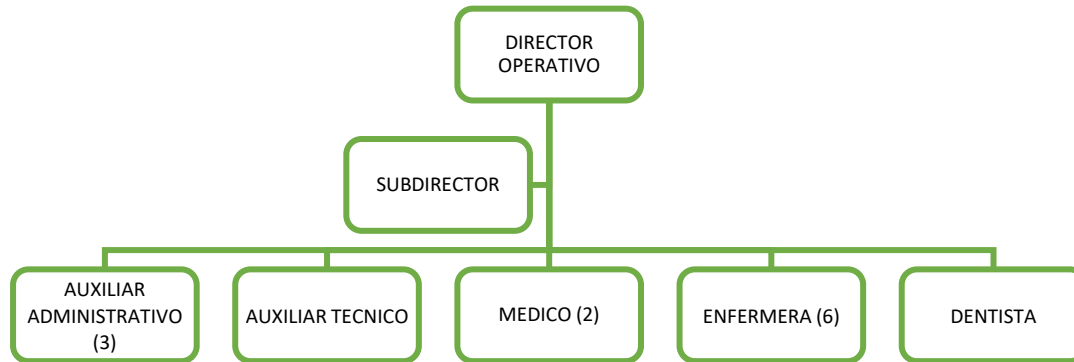 DIRECTOR
OPERATIVO
SUBDIRECTOR
AUXILIAR
ADMINISTRATIVO
(3)
AUXILIAR TECNICO
MEDICO (2)
ENFERMERA (6)
DENTISTA